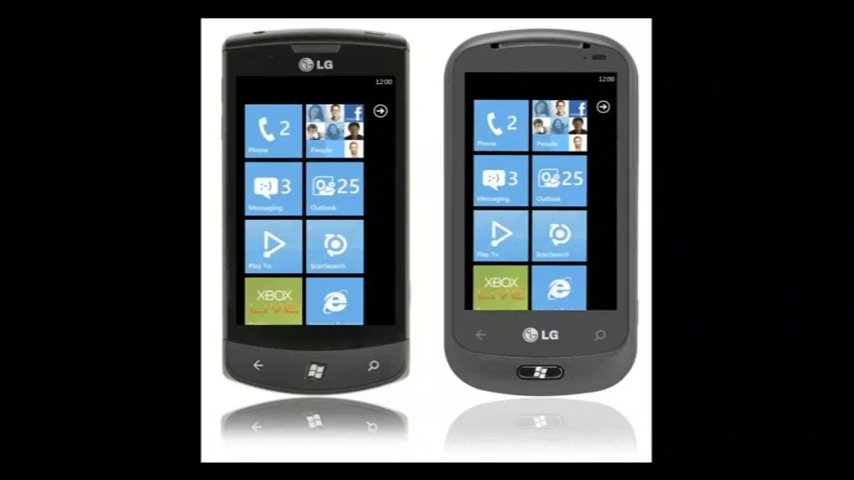 LG
12:00
2
Phone
People
3
Messaging
25
Outlook
Play To
ScanSearch
XBOX
LIVE
12:00
2
Phone
People
3
Messaging
25
Outlook
Play To
ScanSearch
XBOX
LIVE
LG